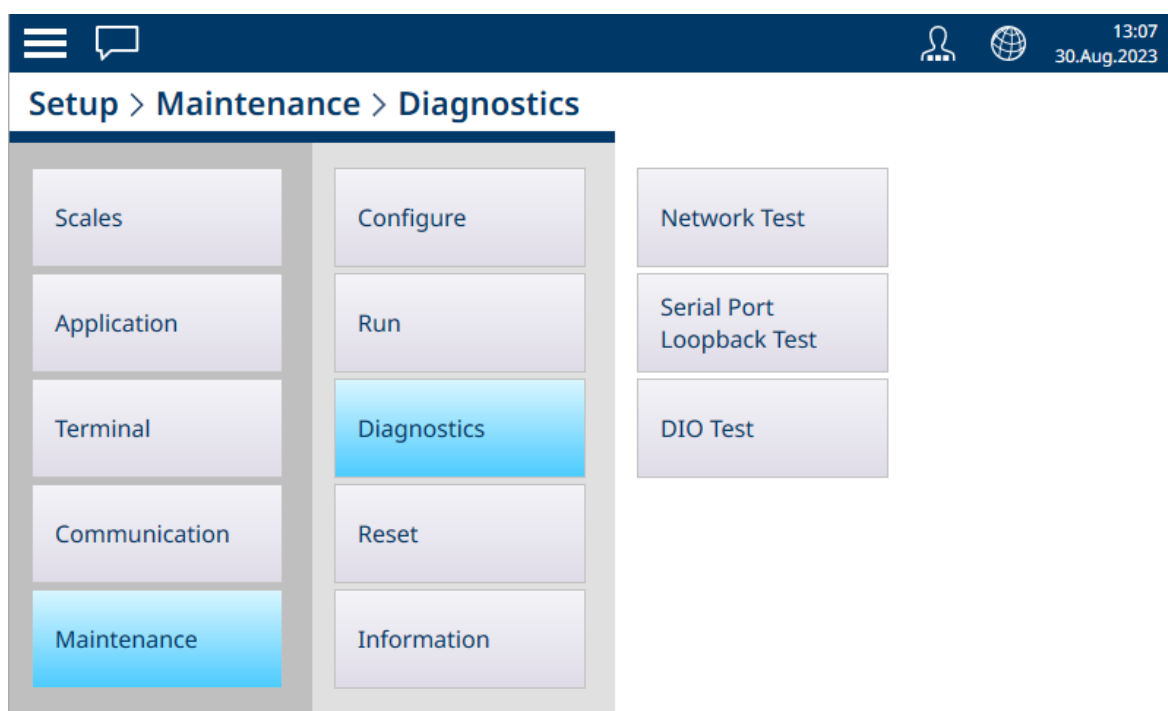 13:07
30.Aug.2023
Setup > Maintenance > Diagnostics
Scales
Application
Terminal
Communication
Maintenance
Configure
Run
Diagnostics
Reset
Information
Network Test
Serial Port
Loopback Test
DIO Test